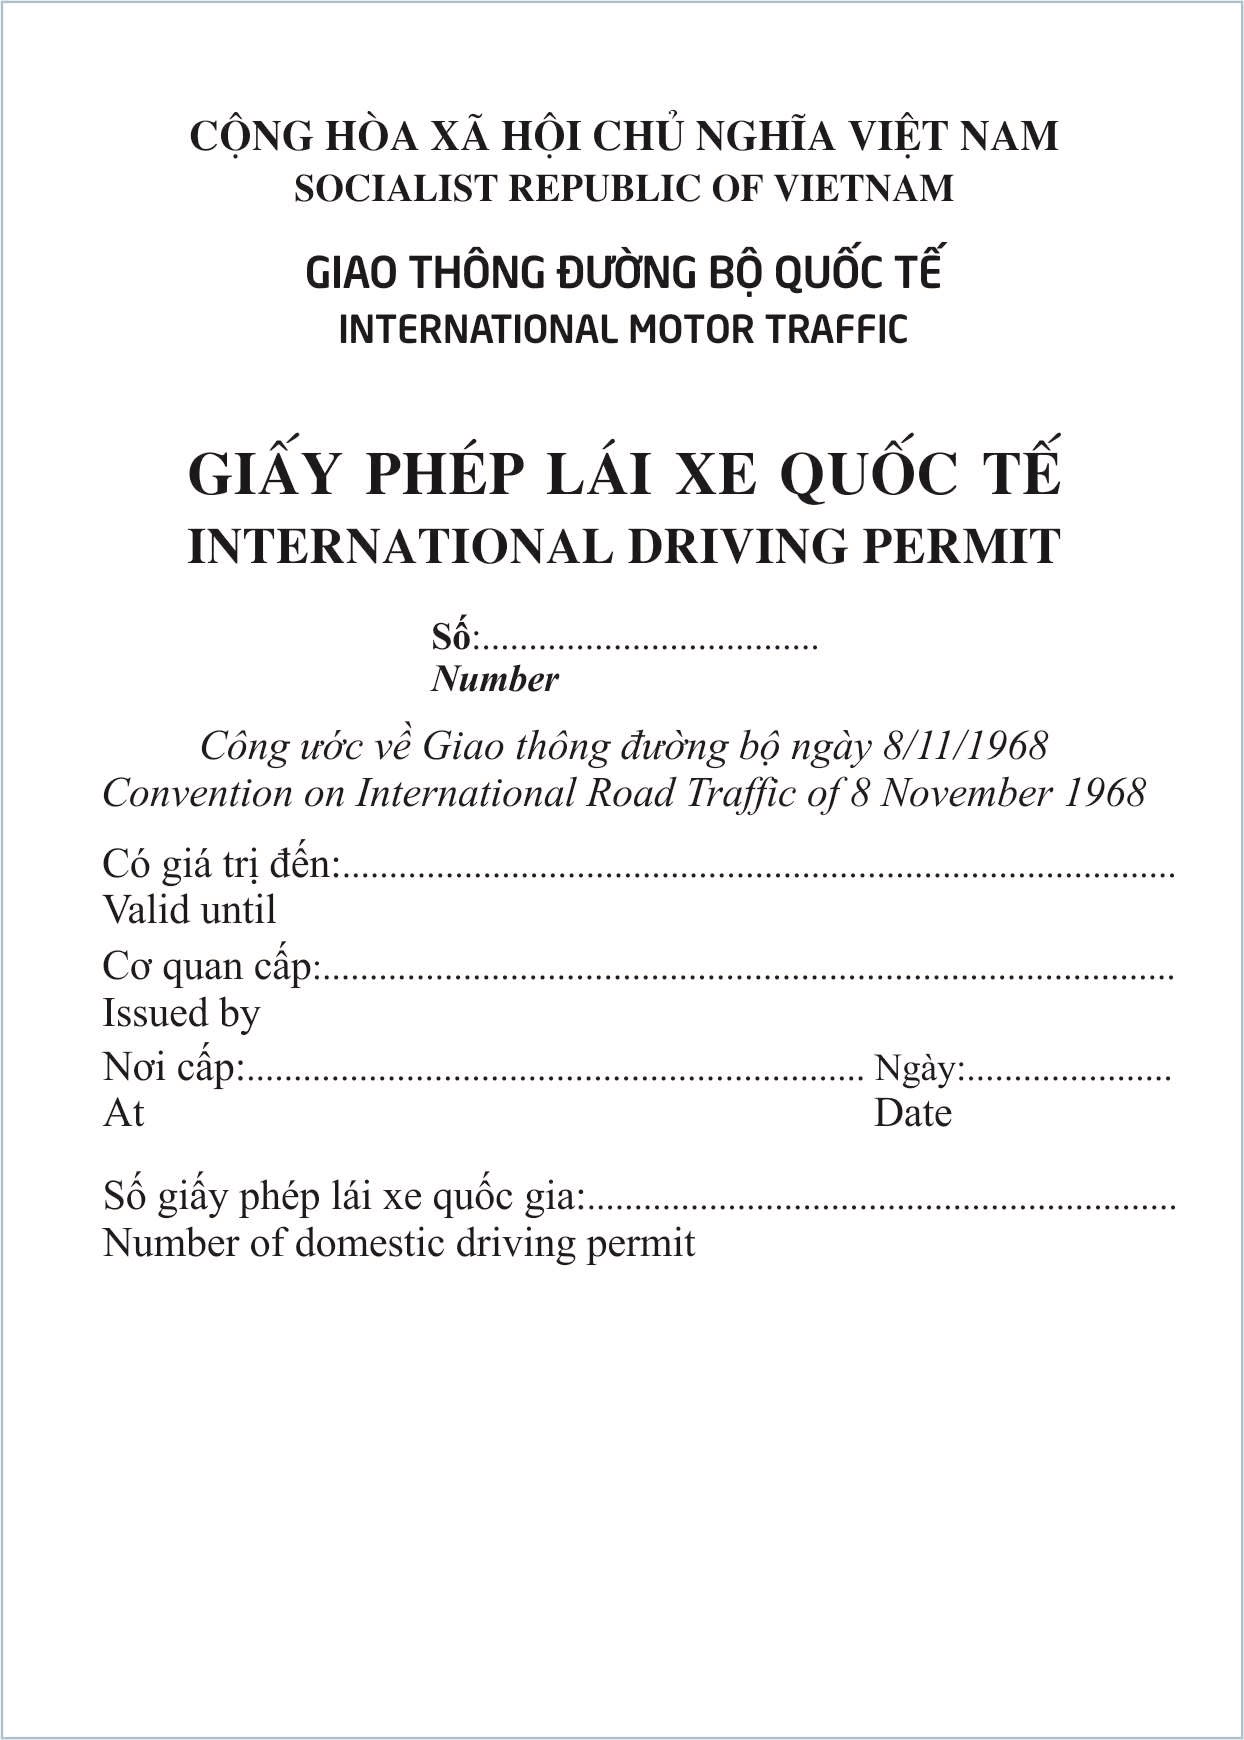 CỘNG HÒA XÃ HỘI CHỦ NGHĨA VIỆT NAM
SOCIALIST REPUBLIC OF VIETNAM
GIAO THÔNG ĐƯỜNG BỘ QUỐC TẾ
INTERNATIONAL MOTOR TRAFFIC
GIẤY PHÉP LÁI XE QUỐC TẾ
INTERNATIONAL DRIVING PERMIT
Số:....................................
Number
Công ước về Giao thông đường bộ ngày 8/11/1968
Convention on International Road Traffic of 8 November 1968
Có giá trị đến:.........................................................................................
Valid until
Cơ quan cấp:...........................................................................................
Issued by
Nơi cấp:.................................................................. Ngày:......................
At Date
Số giấy phép lái xe quốc gia:...............................................................
Number of domestic driving permit